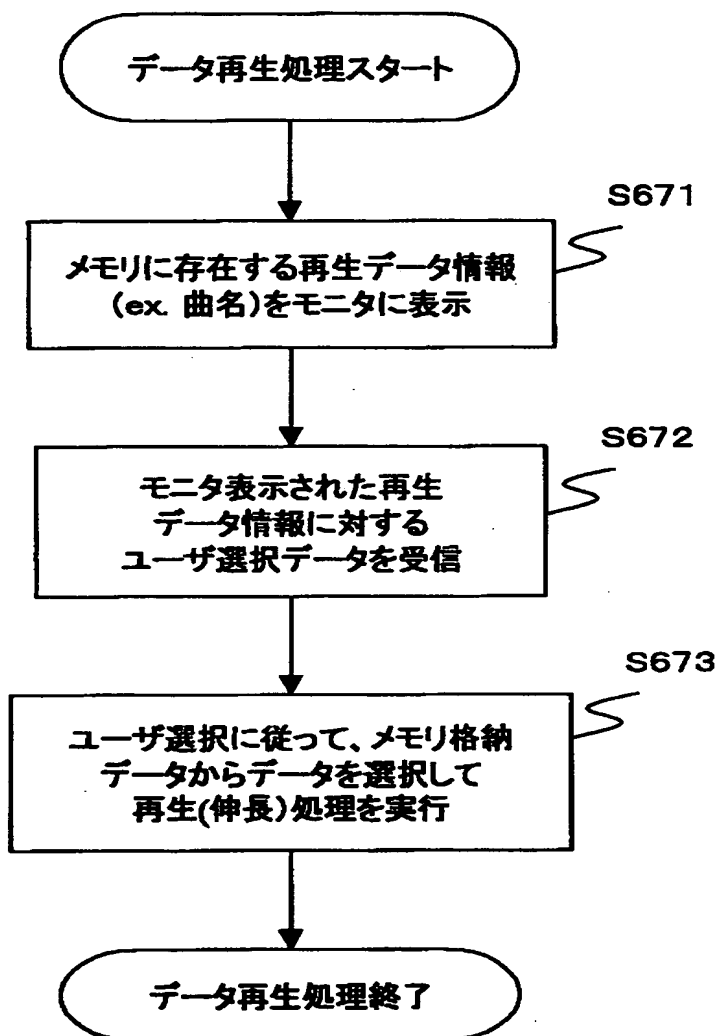 データ再生処理スタート
S671
メモリに存在する再生データ情報
(ex. 曲名)をモニタに表示
S672
モニタ表示された再生
データ情報に対する
ユーザ選択データを受信
S673
ユーザ選択に従って、メモリ格納
データからデータを選択して
再生(伸長)処理を実行
データ再生処理終了